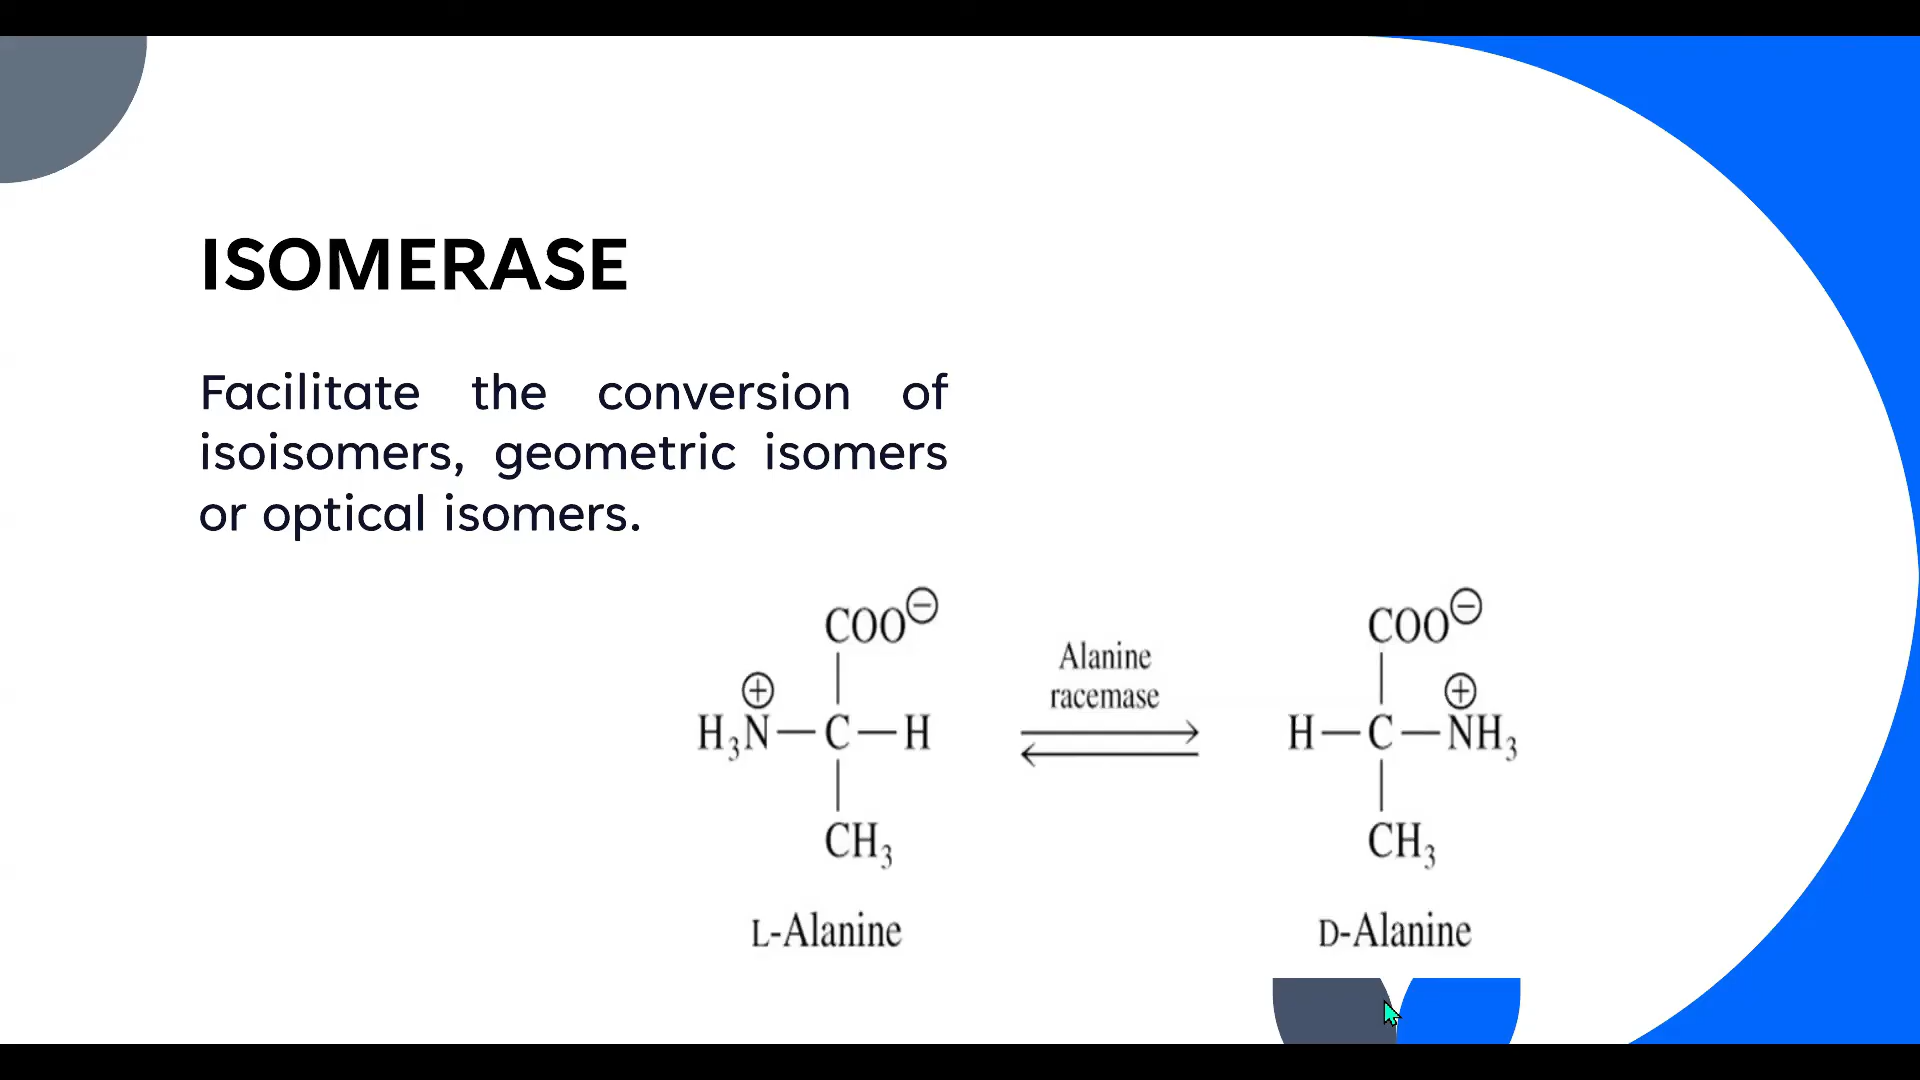 ISOMERASE
Facilitate the conversion of
isoisomers, geometric isomers
or optical isomers.
COO⊖
⊕
H₃N—C—H
CH₃
L-Alanine
Alanine
racemase
COO⊖
⊕
H—C—NH₃
CH₃
D-Alanine